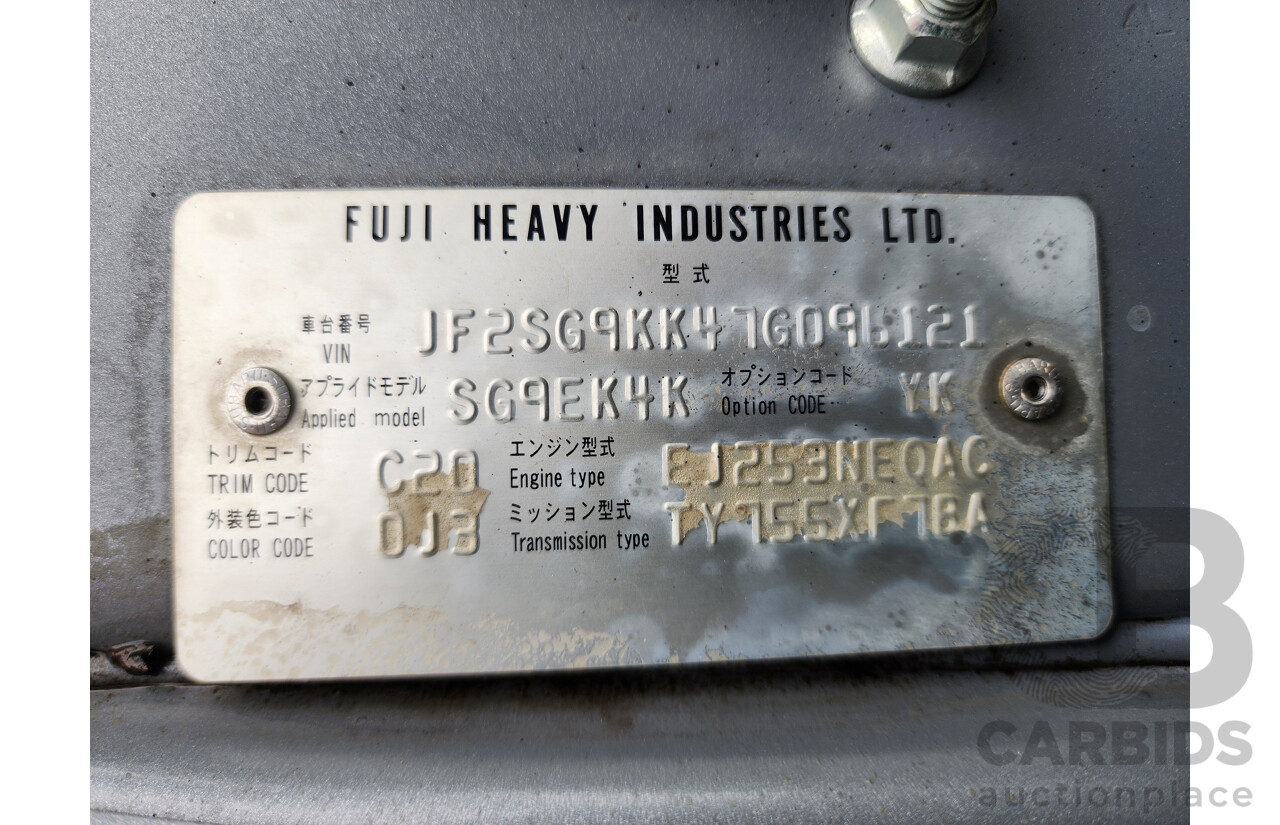 FUJI HEAVY INDUSTRIES LTD.
型式
車台番号
VIN JF2SG9KK47G096121
アプライドモデル
Applied model SG9EK4K
オプションコード
Option CODE YK
トリムコード
TRIM CODE C20
エンジン型式
Engine type EJ253NEQAC
外装色コード
COLOR CODE 0J3
ミッション型式
Transmission type
B
CARBIDS
auctionplace